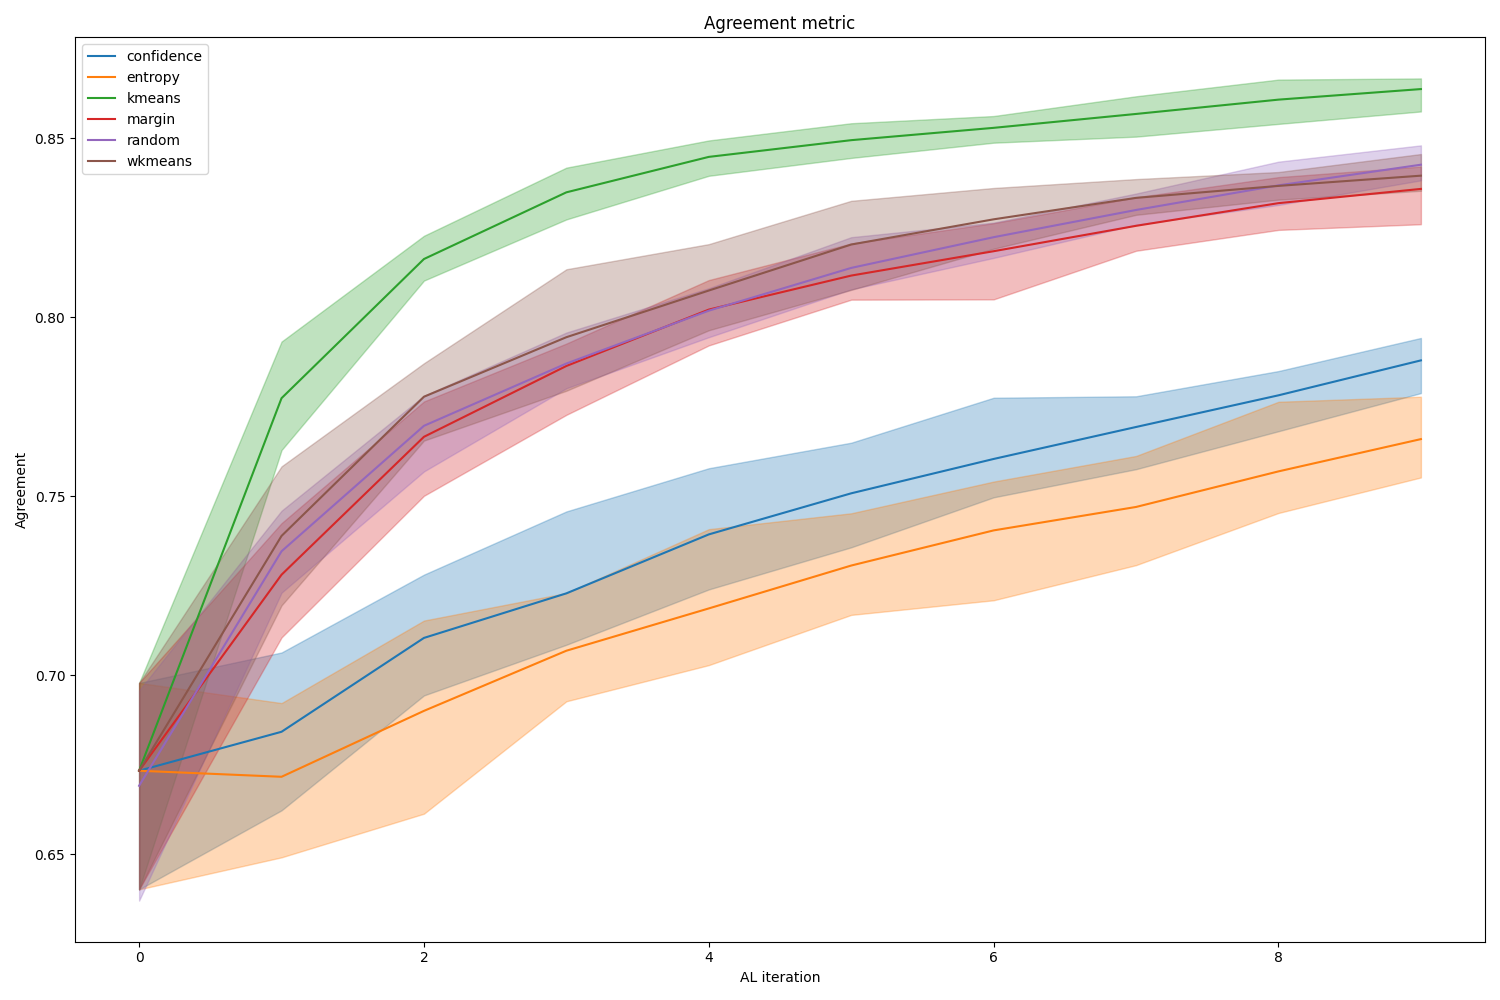 Agreement metric
confidence
entropy
kmeans
margin
random
wkmeans
Agreement
0.85
0.80
0.75
0.70
0.65
0 2 4 6 8
AL iteration